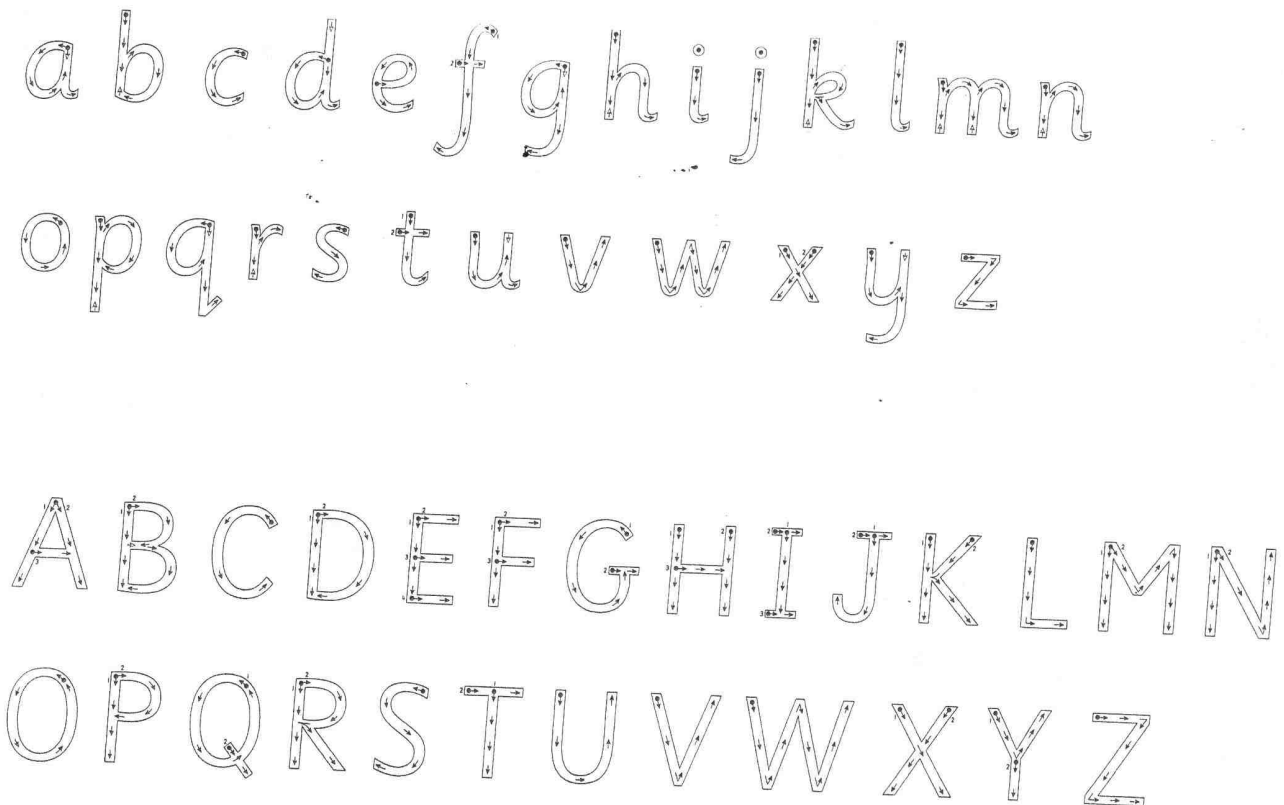 a b c d e f g h i j k l m n
o p q r s t u v w x y z
A B C D E F G H I J K L M N
O P Q R S T U V W X Y Z